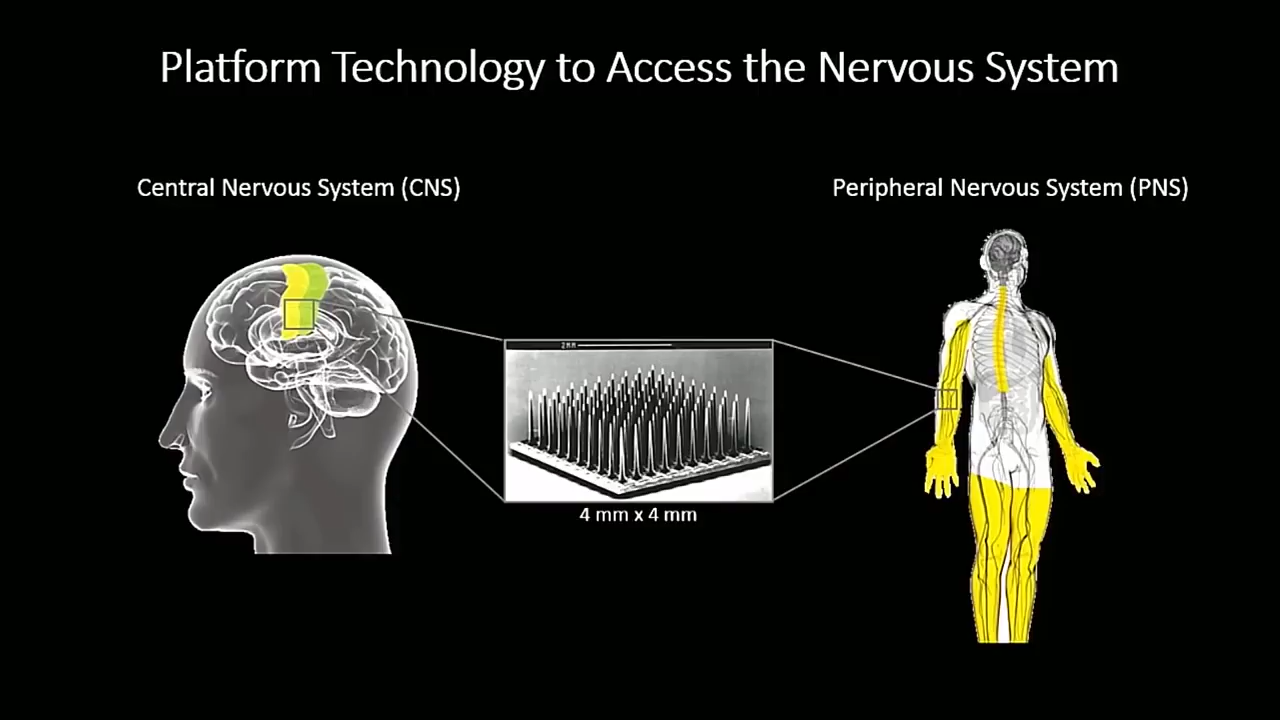 Platform Technology to Access the Nervous System
Central Nervous System (CNS)
Peripheral Nervous System (PNS)
2MM
4 mm x 4 mm